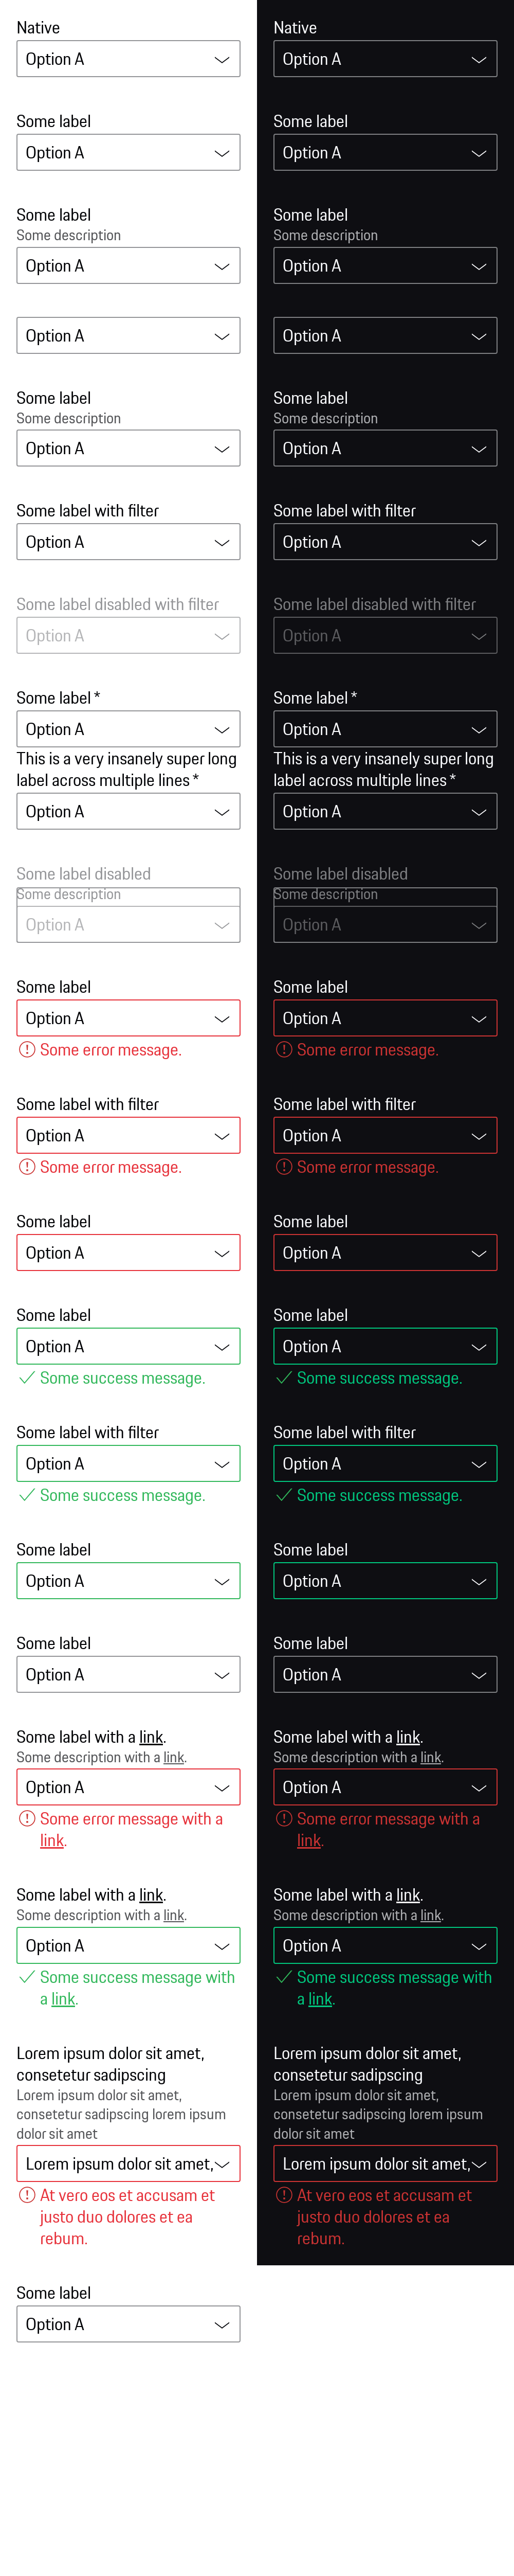 Native
Option A
Some label
Option A
Some label
Some description
Option A
Option A
Some label
Some description
Option A
Some label with filter
Option A
Some label disabled with filter
Option A
Some label *
Option A
This is a very insanely super long
label across multiple lines *
Option A
Some label disabled
Some description
Option A
Some label
Option A
Some error message.
Some label with filter
Option A
Some error message.
Some label
Option A
Some label
Option A
Some success message.
Some label with filter
Option A
Some success message.
Some label
Option A
Some label
Option A
Some label with a link.
Some description with a link.
Option A
Some error message with a
link.
Some label with a link.
Some description with a link.
Option A
Some success message with
a link.
Lorem ipsum dolor sit amet,
consetetur sadipscing
Lorem ipsum dolor sit amet,
consetetur sadipscing lorem ipsum
dolor sit amet
Lorem ipsum dolor sit amet,
At vero eos et accusam et
justo duo dolores et ea
rebum.
Some label
Option A
Native
Option A
Some label
Option A
Some label
Some description
Option A
Option A
Some label
Some description
Option A
Some label with filter
Option A
Some label disabled with filter
Option A
Some label *
Option A
This is a very insanely super long
label across multiple lines *
Option A
Some label disabled
Some description
Option A
Some label
Option A
Some error message.
Some label with filter
Option A
Some error message.
Some label
Option A
Some label
Option A
Some success message.
Some label with filter
Option A
Some success message.
Some label
Option A
Some label
Option A
Some label with a link.
Some description with a link.
Option A
Some error message with a
link.
Some label with a link.
Some description with a link.
Option A
Some success message with
a link.
Lorem ipsum dolor sit amet,
consetetur sadipscing
Lorem ipsum dolor sit amet,
consetetur sadipscing lorem ipsum
dolor sit amet
Lorem ipsum dolor sit amet,
At vero eos et accusam et
justo duo dolores et ea
rebum.